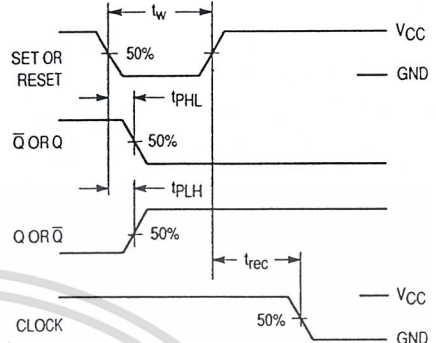 tw
VCC
50%
SET OR
RESET
GND
tPHL
Q̅ OR Q
50%
tPLH
Q OR Q̅
50%
trec
VCC
50%
CLOCK
GND